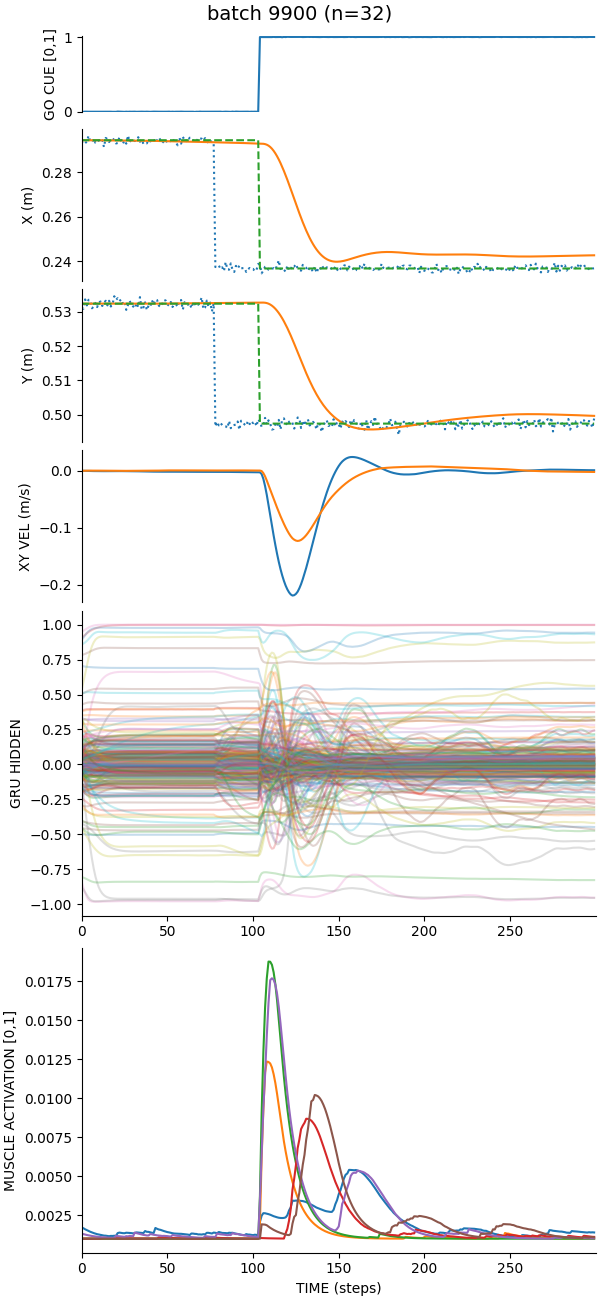 batch 9900 (n=32)
GO CUE [0,1]
1
0
X (m)
0.28
0.26
0.24
Y (m)
0.53
0.52
0.51
0.50
XY VEL (m/s)
0.0
−0.1
−0.2
GRU HIDDEN
1.00
0.75
0.50
0.25
0.00
−0.25
−0.50
−0.75
−1.00
0 50 100 150 200 250
MUSCLE ACTIVATION [0,1]
0.0175
0.0150
0.0125
0.0100
0.0075
0.0050
0.0025
0 50 100 150 200 250
TIME (steps)